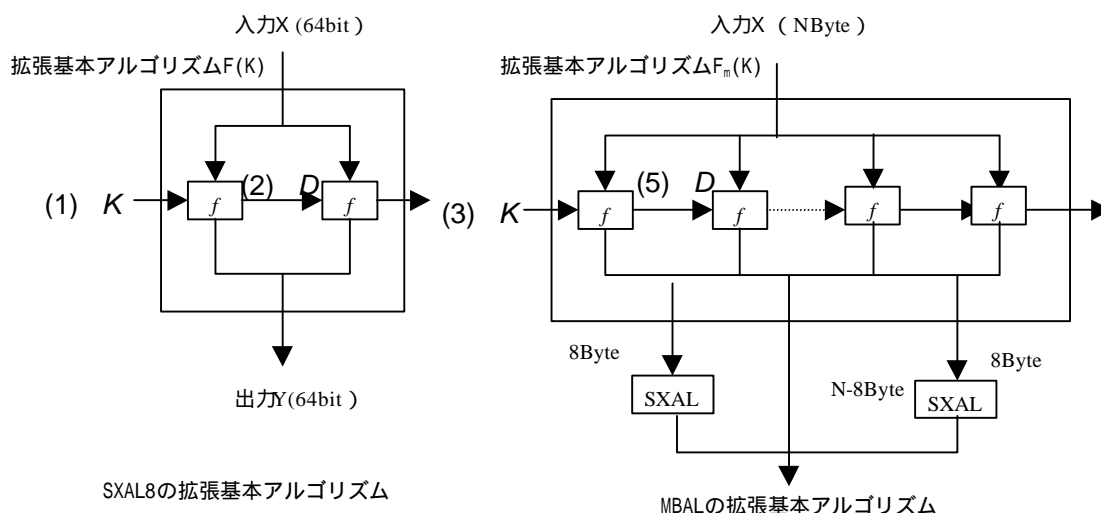 入力X (64bit )
拡張基本アルゴリズムF(K)
(1) K f (2) D f (3)
出力Y(64bit )
SXAL8の拡張基本アルゴリズム
入力X ( NByte )
拡張基本アルゴリズムFm(K)
K f (5) D f f f
8Byte
SXAL
N-8Byte
8Byte
SXAL
MBALの拡張基本アルゴリズム